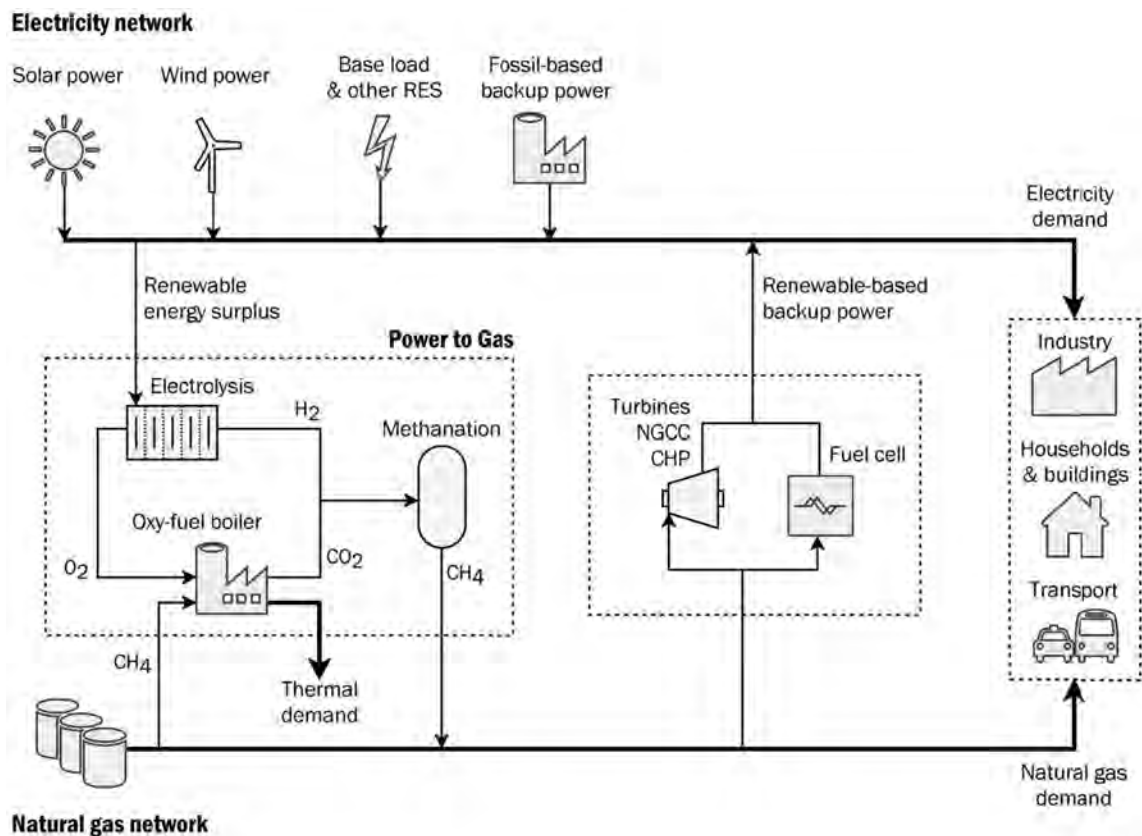 Electricity network
Solar power
Wind power
Base load
& other RES
Fossil-based
backup power
Electricity
demand
Renewable
energy surplus
Renewable-based
backup power
Power to Gas
Electrolysis
H2
Methanation
Oxy-fuel boiler
O2
CO2
CH4
CH4
Thermal
demand
Turbines
NGCC
CHP
Fuel cell
Industry
Households
& buildings
Transport
Natural gas
demand
Natural gas network